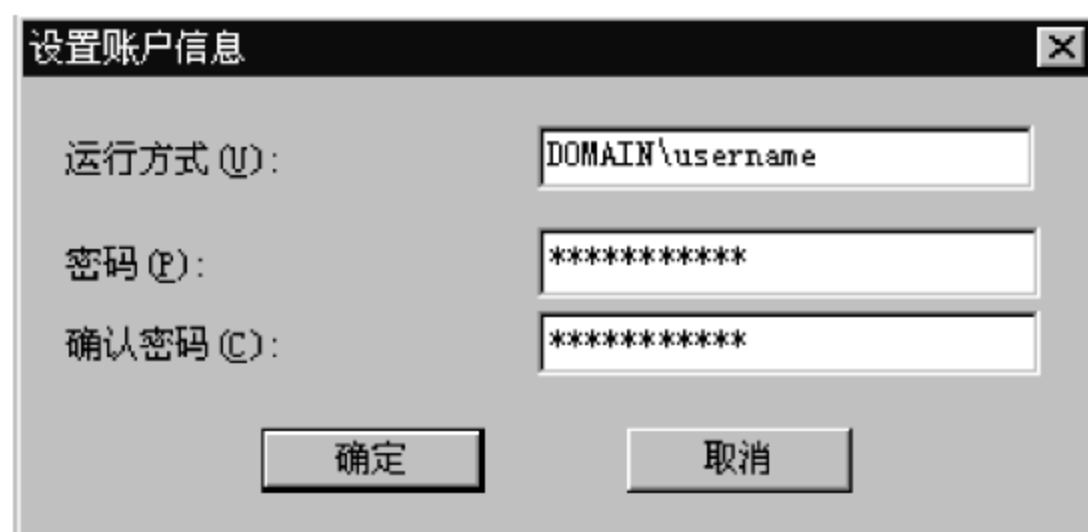 设置账户信息
运行方式(U): DOMAIN\username
密码(P): ***********
确认密码(C): ***********
确定 取消